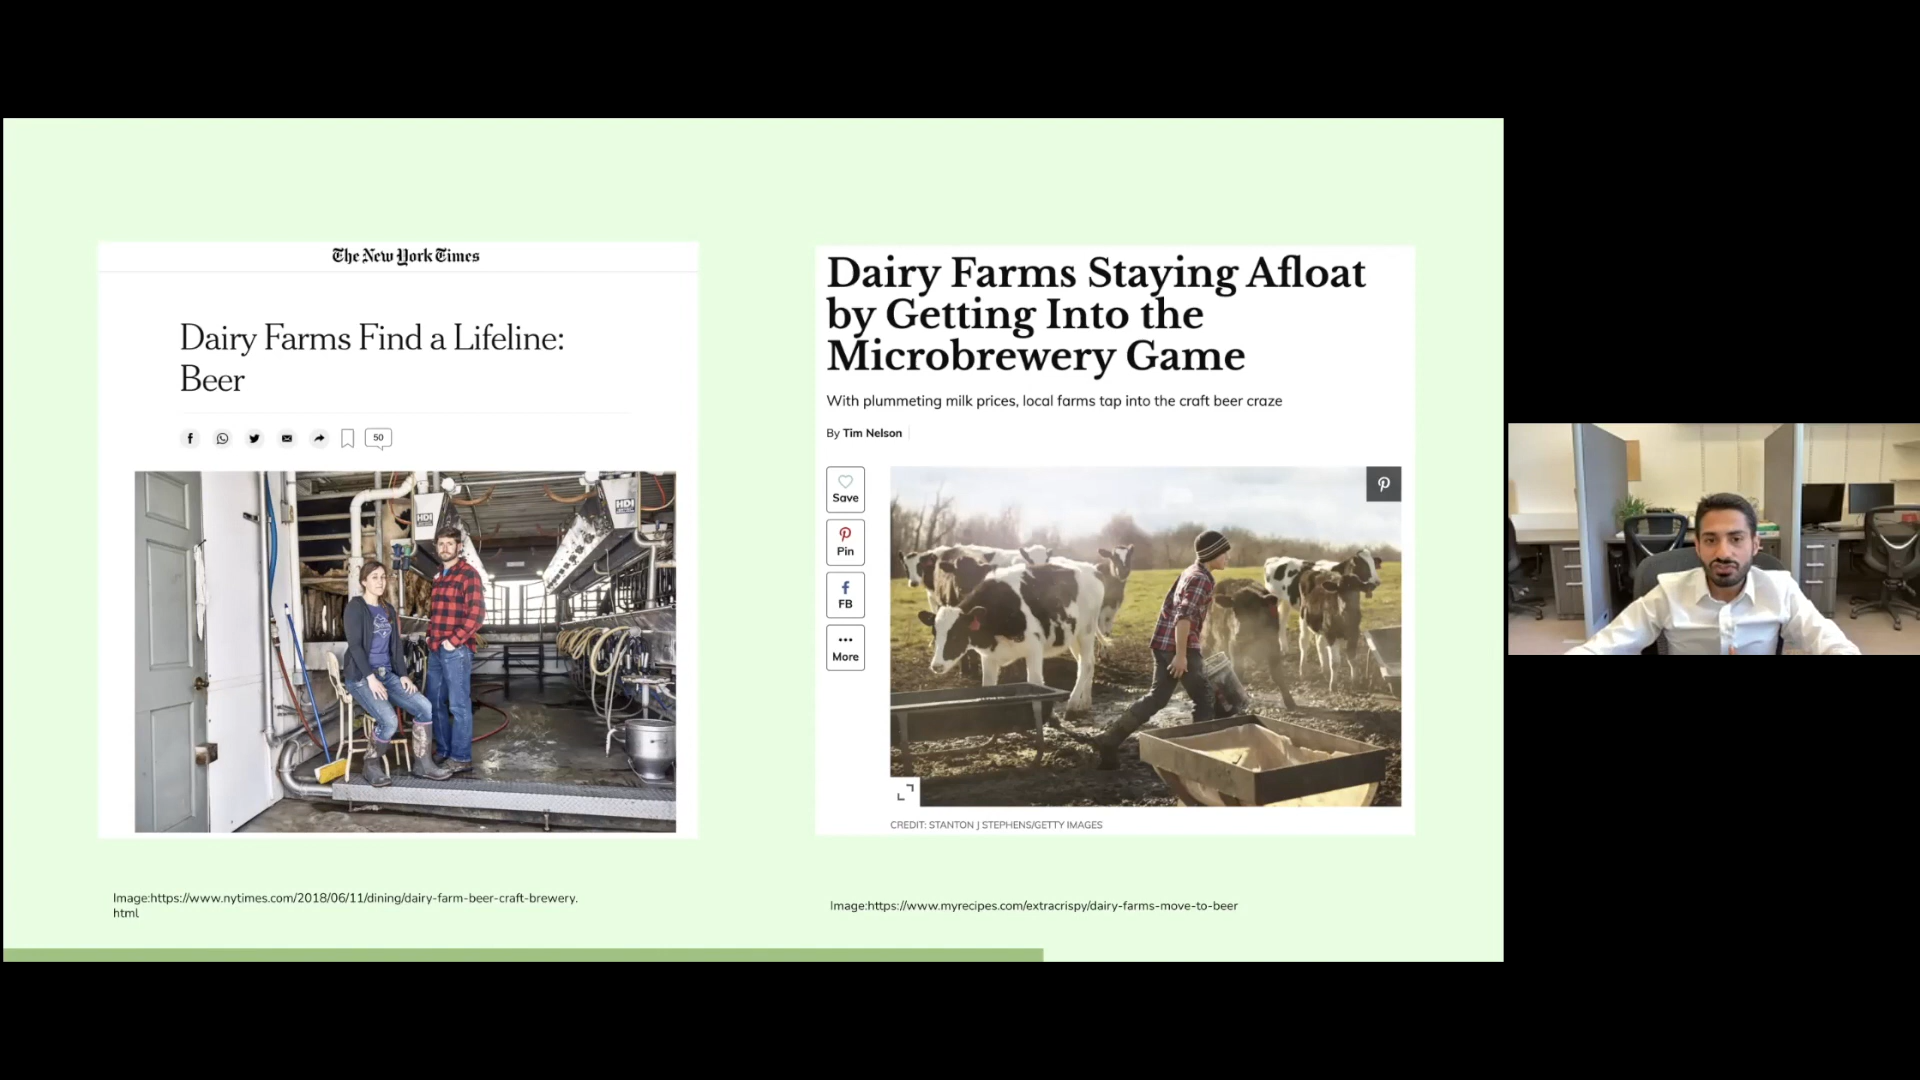 The New York Times
Dairy Farms Find a Lifeline:
Beer
50
HDI
HDI
Image:https://www.nytimes.com/2018/06/11/dining/dairy-farm-beer-craft-brewery.
html
Dairy Farms Staying Afloat
by Getting Into the
Microbrewery Game
With plummeting milk prices, local farms tap into the craft beer craze
By Tim Nelson
Save
Pin
FB
More
CREDIT: STANTON J STEPHENS/GETTY IMAGES
Image:https://www.myrecipes.com/extracrispy/dairy-farms-move-to-beer